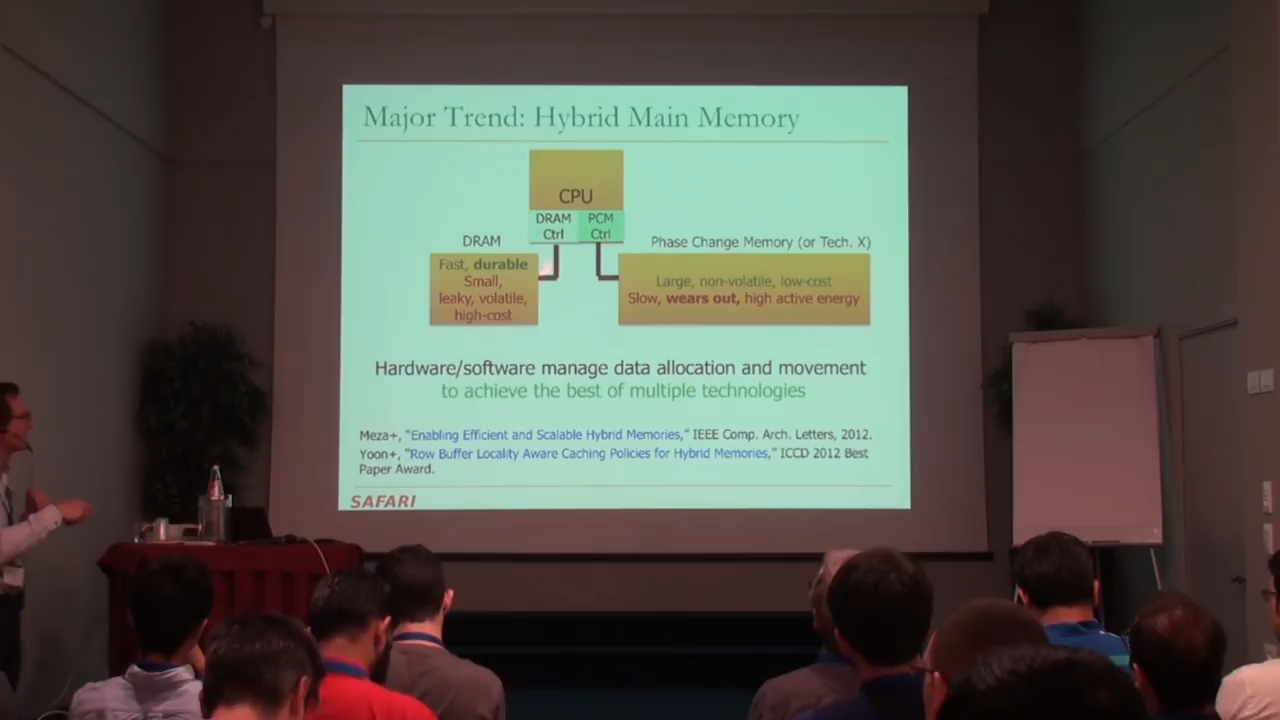 Major Trend: Hybrid Main Memory
CPU
DRAM
Ctrl
PCM
Ctrl
DRAM
Fast, durable
Small,
leaky, volatile,
high-cost
Phase Change Memory (or Tech. X)
Large, non-volatile, low-cost
Slow, wears out, high active energy
Hardware/software manage data allocation and movement
to achieve the best of multiple technologies
Meza+, “Enabling Efficient and Scalable Hybrid Memories,” IEEE Comp. Arch. Letters, 2012.
Yoon+, “Row Buffer Locality Aware Caching Policies for Hybrid Memories,” ICCD 2012 Best
Paper Award.
SAFARI